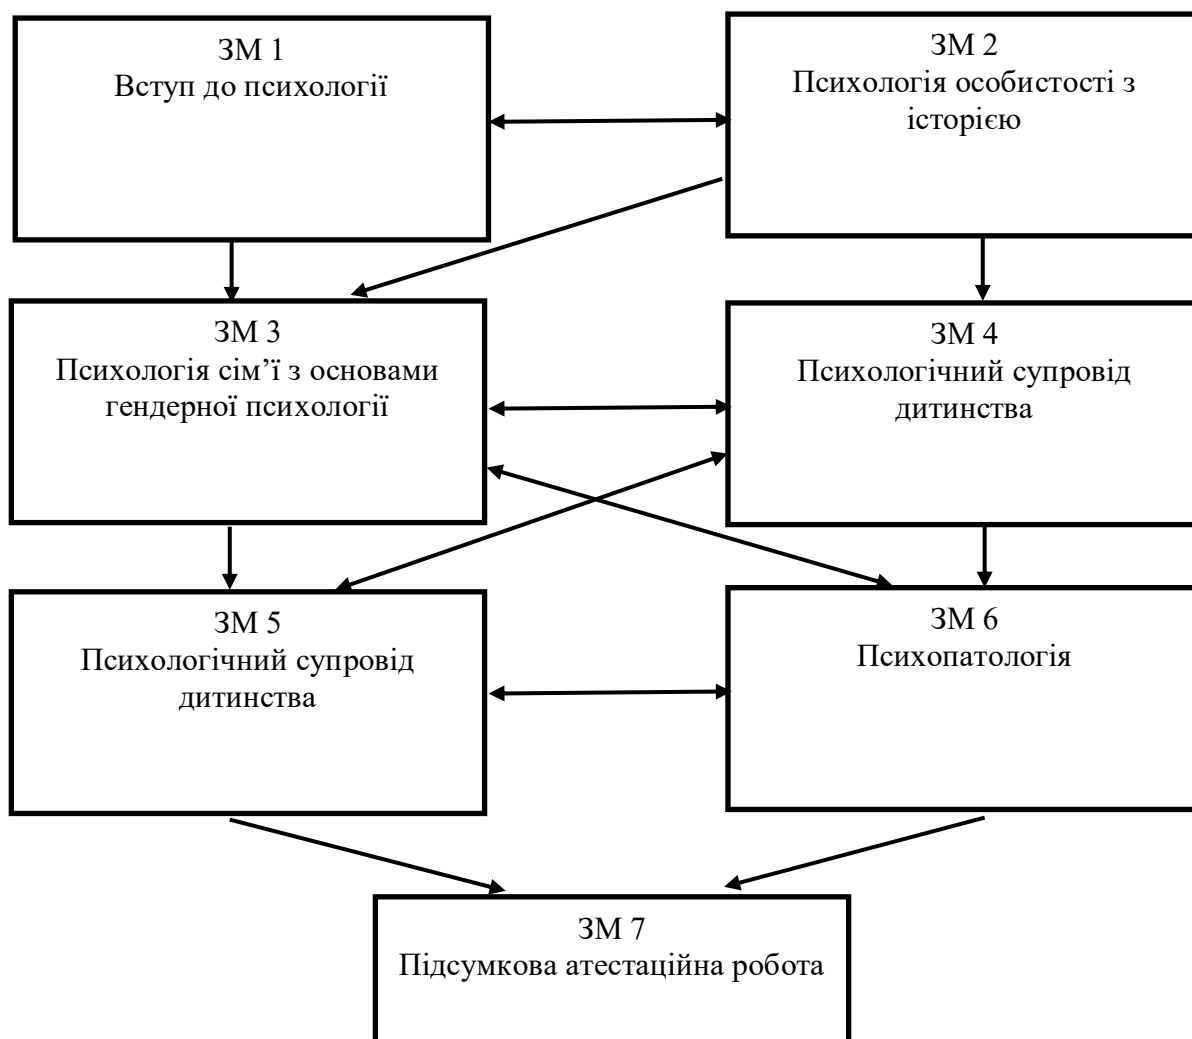 ЗМ 1
Вступ до психології
ЗМ 2
Психологія особистості з
історією
ЗМ 3
Психологія сім’ї з основами
гендерної психології
ЗМ 4
Психологічний супровід
дитинства
ЗМ 5
Психологічний супровід
дитинства
ЗМ 6
Психопатологія
ЗМ 7
Підсумкова атестаційна робота